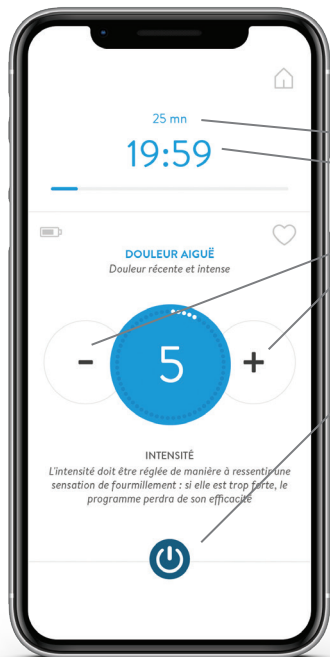 25 mn
19:59
DOULEUR AIGUË
Douleur récente et intense
- 5 +
INTENSITÉ
L'intensité doit être réglée de manière à ressentir une
sensation de fourmillement : si elle est trop forte, le
programme perdra de son efficacité